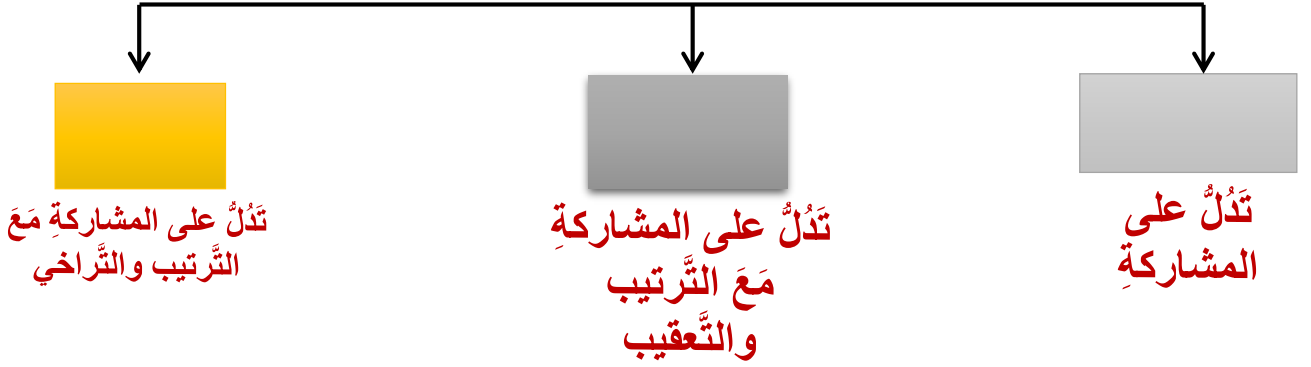 تَدُلُّ على
المشاركةِ
تَدُلُّ على المشاركةِ
مَعَ التَّرتيب
والتَّعقيب
تَدُلُّ على المشاركةِ مَعَ
التَّرتيب والتَّراخي